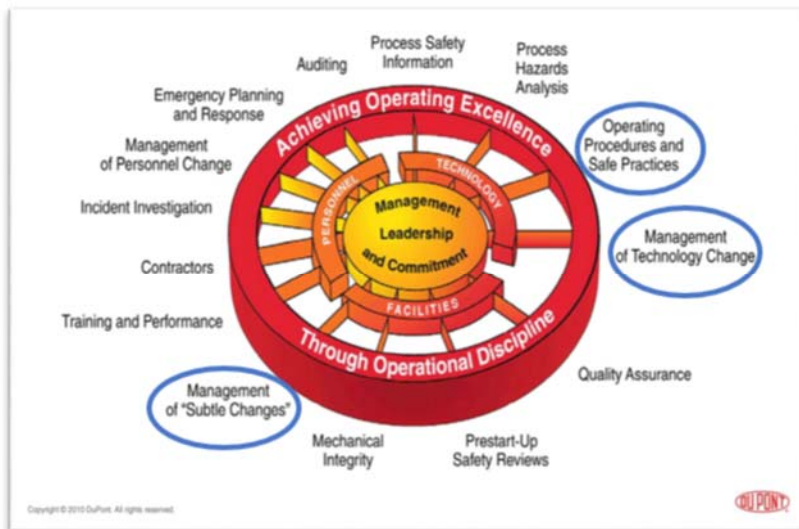 Process Safety
Information
Process
Hazards
Analysis
Auditing
Emergency Planning
and Response
Achieving Operating Excellence
Operating
Procedures and
Safe Practices
Management
of Personnel Change
PERSONNEL
TECHNOLOGY
Management
Leadership
and Commitment
Incident Investigation
Management
of Technology Change
Contractors
FACILITIES
Training and Performance
Through Operational Discipline
Quality Assurance
Management
of "Subtle Changes"
Mechanical
Integrity
Prestart-Up
Safety Reviews
Copyright © 2010 DuPont. All rights reserved.
DUPONT